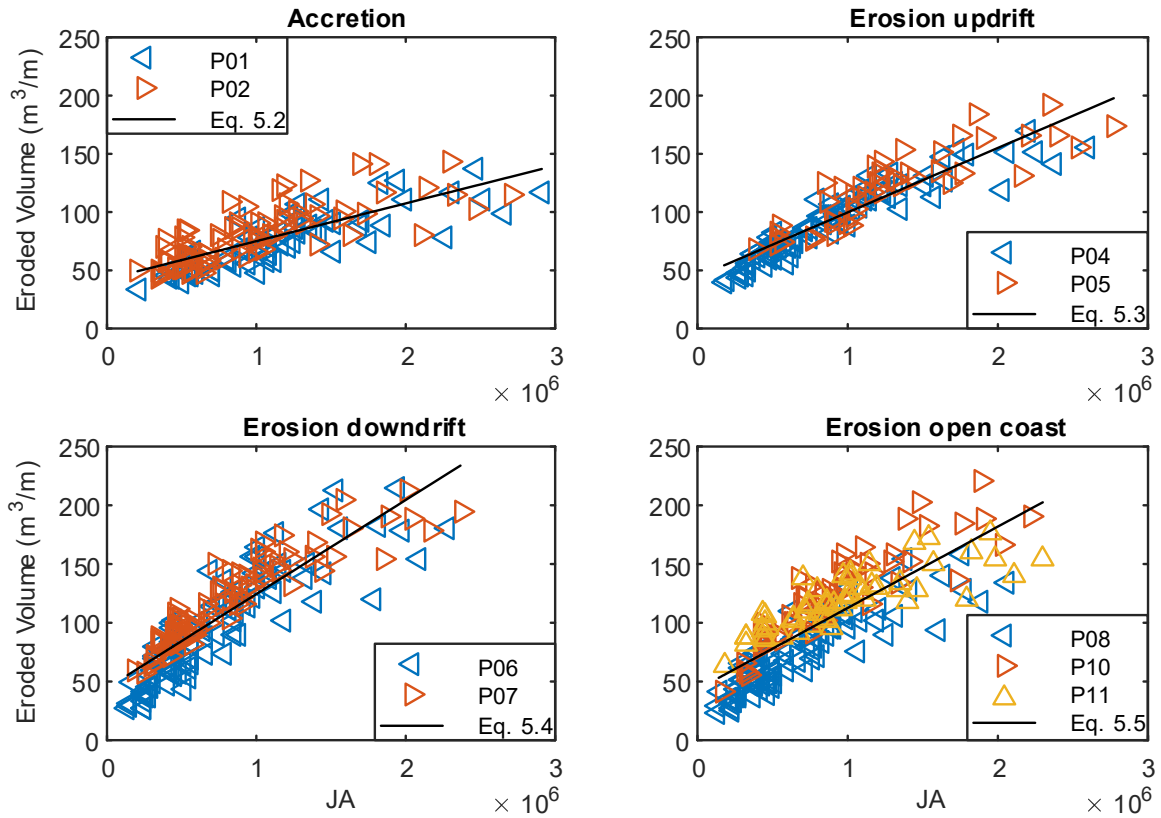 Accretion
Eroded Volume (m³/m)
250
200
150
100
50
0
P01
P02
Eq. 5.2
0 1 2 3
× 10⁶
Erosion updrift
250
200
150
100
50
0
P04
P05
Eq. 5.3
0 1 2 3
× 10⁶
Erosion downdrift
Eroded Volume (m³/m)
250
200
150
100
50
0
P06
P07
Eq. 5.4
0 1 2 3
JA
× 10⁶
Erosion open coast
250
200
150
100
50
0
P08
P10
P11
Eq. 5.5
0 1 2 3
JA
× 10⁶